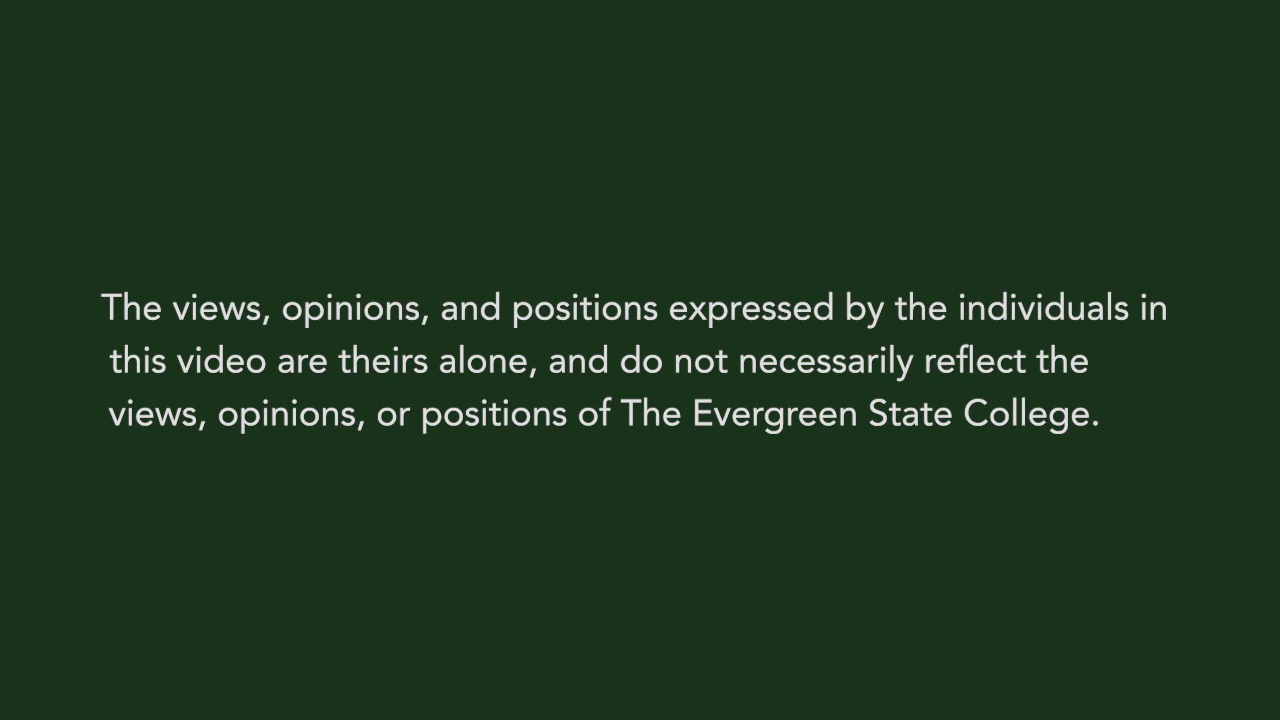 The views, opinions, and positions expressed by the individuals in
this video are theirs alone, and do not necessarily reflect the
views, opinions, or positions of The Evergreen State College.